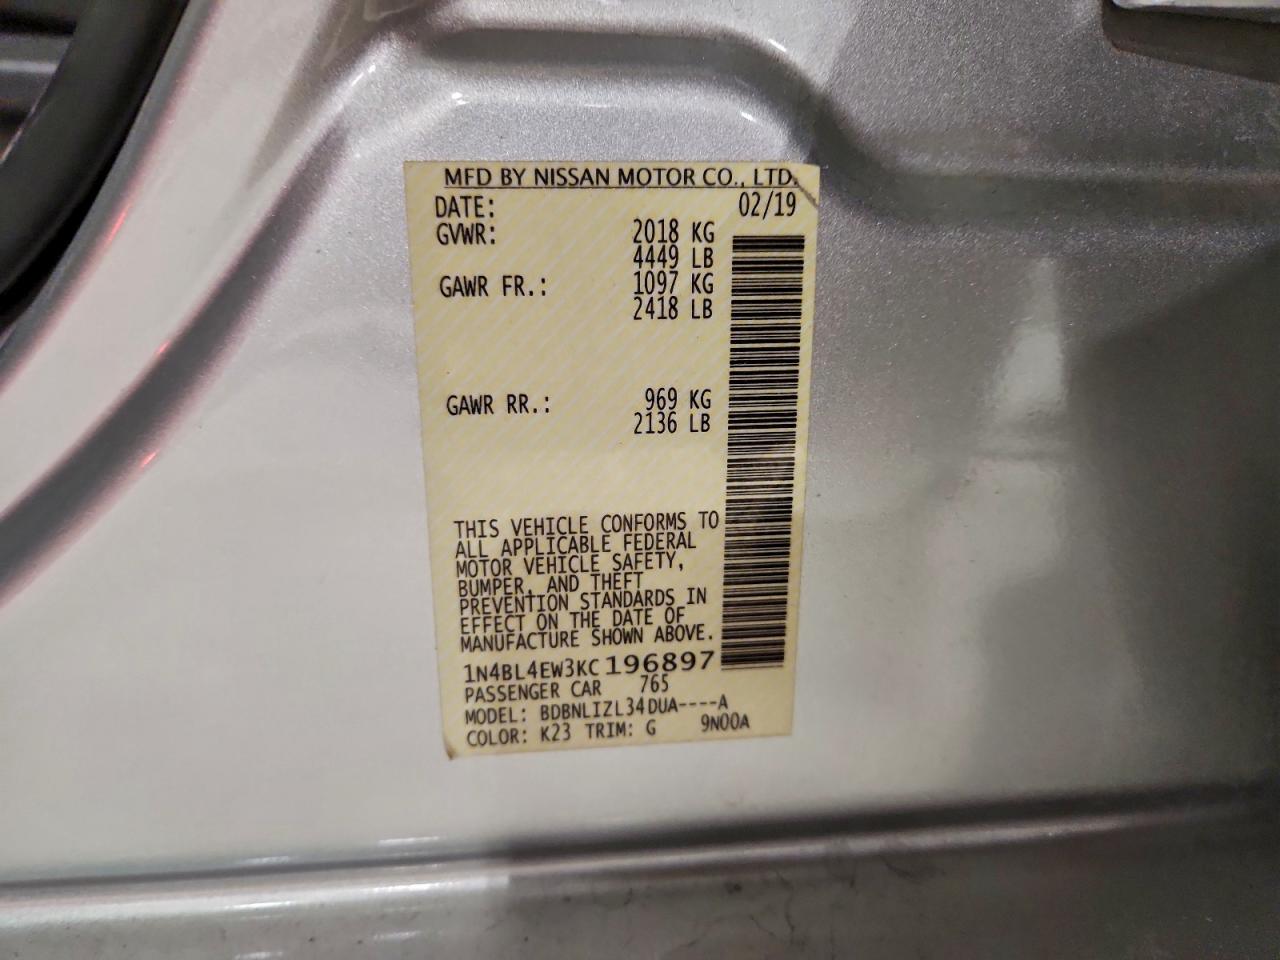 MFD BY NISSAN MOTOR CO., LTD.
DATE: 02/19
GVWR: 2018 KG
4449 LB
GAWR FR.: 1097 KG
2418 LB
GAWR RR.: 969 KG
2136 LB
THIS VEHICLE CONFORMS TO
ALL APPLICABLE FEDERAL
MOTOR VEHICLE SAFETY,
BUMPER, AND THEFT
PREVENTION STANDARDS IN
EFFECT ON THE DATE OF
MANUFACTURE SHOWN ABOVE.
1N4BL4EW3KC196897
PASSENGER CAR 765
MODEL: BDBNLIZL34DUA----A
COLOR: K23 TRIM: G 9N00A